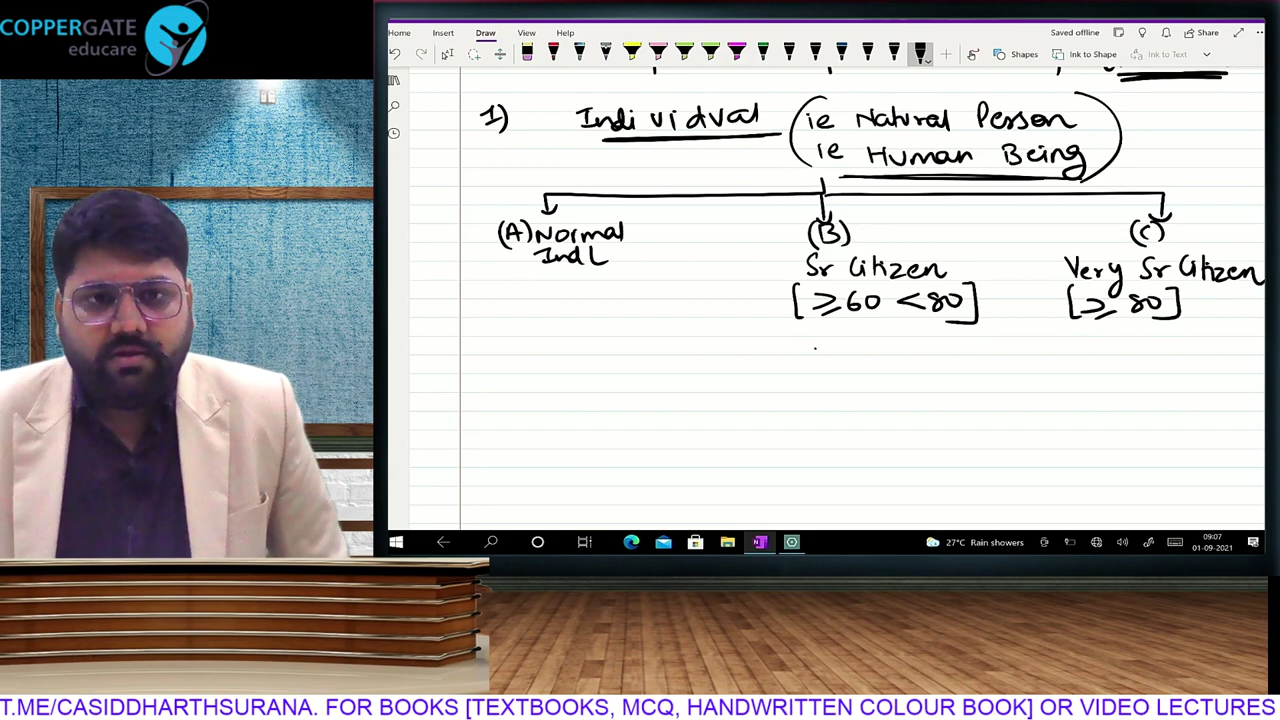 COPPERGATE
educare
Home Insert Draw View Help
Saved offline
Share
Shapes
Ink to Shape
Ink to Text
1) Individual (ie Natural Person
ie Human Being)
(A) Normal
Indl
(B)
Sr Citizen
[≥60 <80]
(C)
Very Sr Citizen
[≥ 80]
27°C Rain showers
09:07
01-09-2021
T.ME/CASIDDHARTHSURANA. FOR BOOKS [TEXTBOOKS, MCQ, HANDWRITTEN COLOUR BOOK] OR VIDEO LECTURES